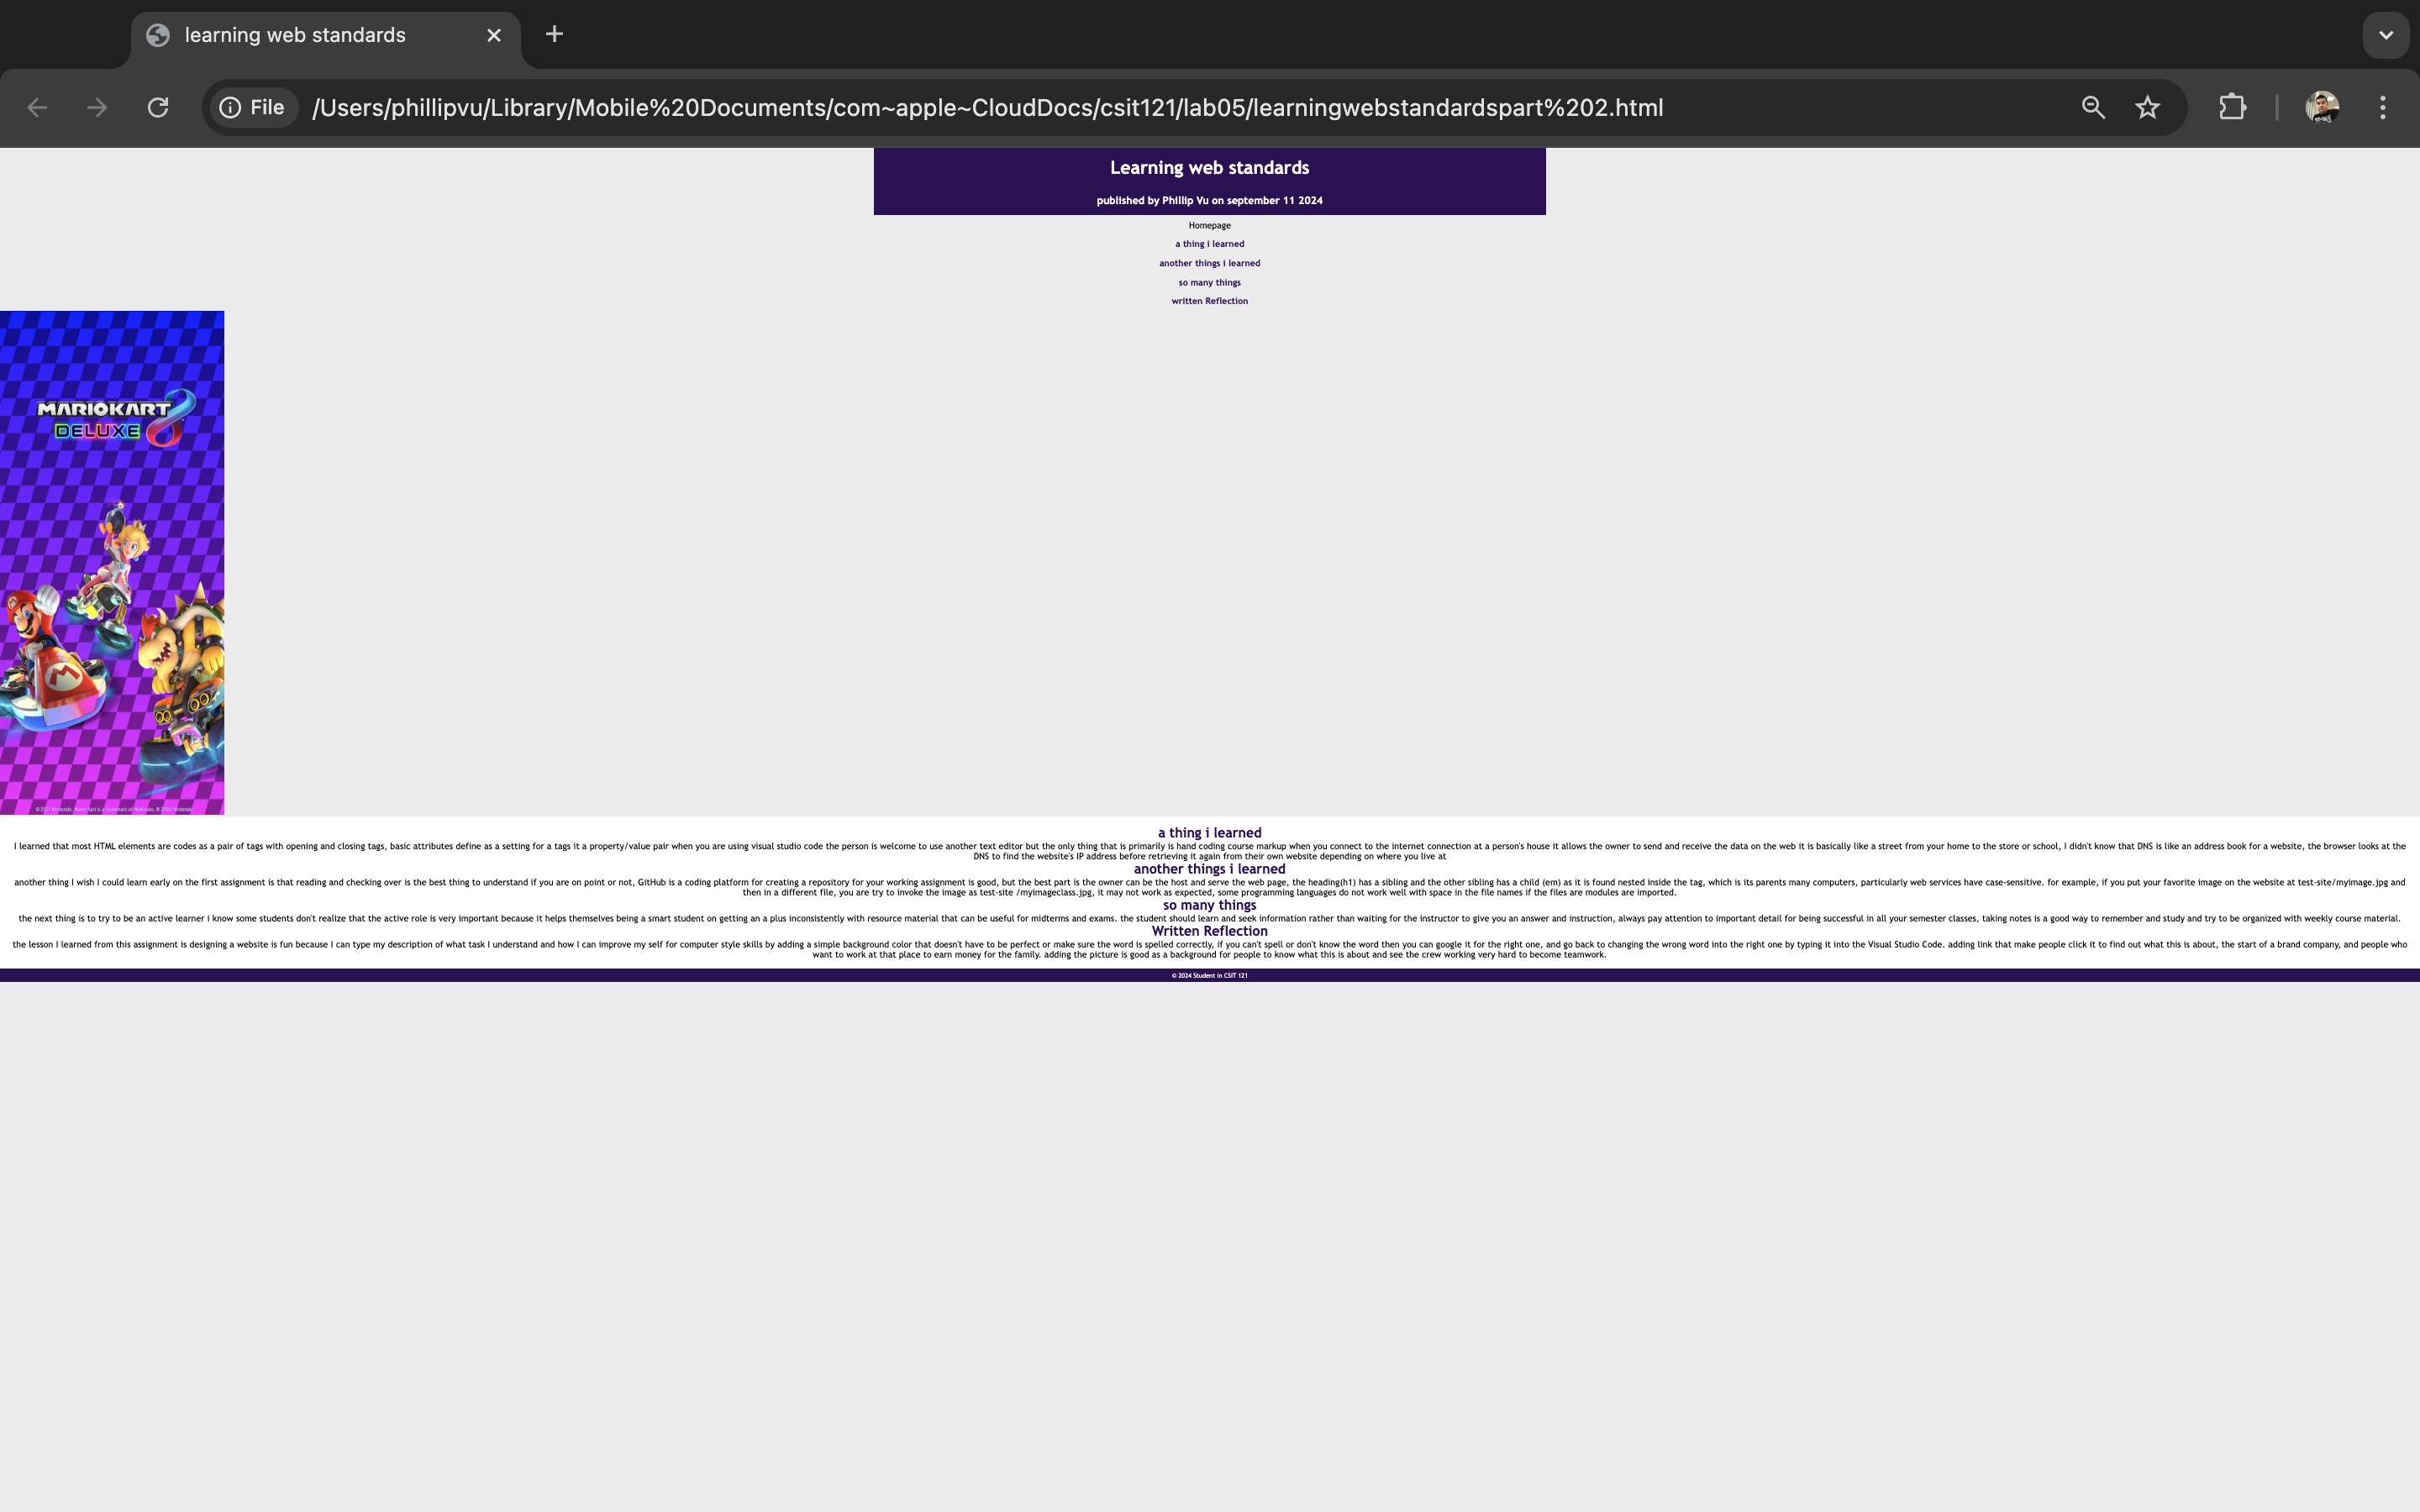 learning web standards
File
/Users/phillipvu/Library/Mobile%20Documents/com~apple~CloudDocs/csit121/lab05/learningwebstandardspart%202.html
Learning web standards
published by Phillip Vu on september 11 2024
Homepage
a thing i learned
another things i learned
so many things
written Reflection
MARIOKART 8
DELUXE
M
a thing i learned
I learned that most HTML elements are codes as a pair of tags with opening and closing tags, basic attributes define as a setting for a tags it a property/value pair when you are using visual studio code the person is welcome to use another text editor but the only thing that is primarily is hand coding course markup when you connect to the internet connection at a person's house it allows the owner to send and receive the data on the web it is basically like a street from your home to the store or school, I didn't know that DNS is like an address book for a website, the browser looks at the
DNS to find the website's IP address before retrieving it again from their own website depending on where you live at
another things i learned
another thing I wish I could learn early on the first assignment is that reading and checking over is the best thing to understand if you are on point or not, GitHub is a coding platform for creating a repository for your working assignment is good, but the best part is the owner can be the host and serve the web page, the heading(h1) has a sibling and the other sibling has a child (em) as it is found nested inside the tag, which is its parents many computers, particularly web services have case-sensitive. for example, if you put your favorite image on the website at test-site/myimage.jpg and
then in a different file, you are try to invoke the image as test-site /myimageclass.jpg, it may not work as expected, some programming languages do not work well with space in the file names if the files are modules are imported.
so many things
the next thing is to try to be an active learner i know some students don't realize that the active role is very important because it helps themselves being a smart student on getting an a plus inconsistently with resource material that can be useful for midterms and exams. the student should learn and seek information rather than waiting for the instructor to give you an answer and instruction, always pay attention to important detail for being successful in all your semester classes, taking notes is a good way to remember and study and try to be organized with weekly course material.
Written Reflection
the lesson I learned from this assignment is designing a website is fun because I can type my description of what task I understand and how I can improve my self for computer style skills by adding a simple background color that doesn't have to be perfect or make sure the word is spelled correctly, if you can't spell or don't know the word then you can google it for the right one, and go back to changing the wrong word into the right one by typing it into the Visual Studio Code. adding link that make people click it to find out what this is about, the start of a brand company, and people who
want to work at that place to earn money for the family. adding the picture is good as a background for people to know what this is about and see the crew working very hard to become teamwork.
© 2024 Student in CSIT 121